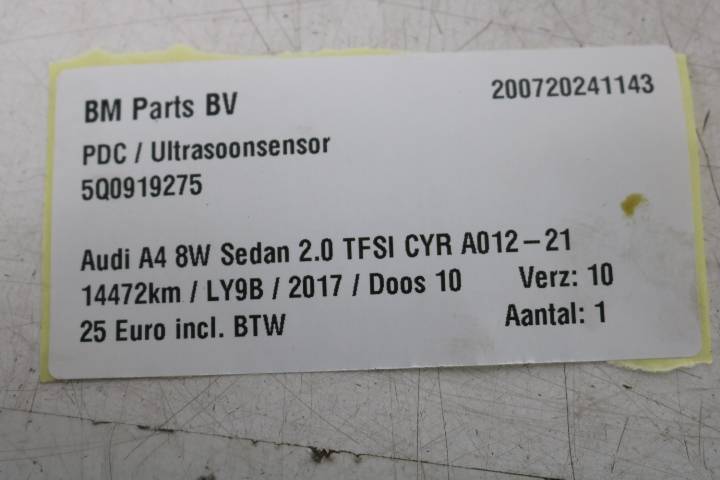 BM Parts BV 200720241143
PDC / Ultrasoonsensor
5Q0919275
Audi A4 8W Sedan 2.0 TFSI CYR A012-21
14472km / LY9B / 2017 / Doos 10 Verz: 10
25 Euro incl. BTW Aantal: 1